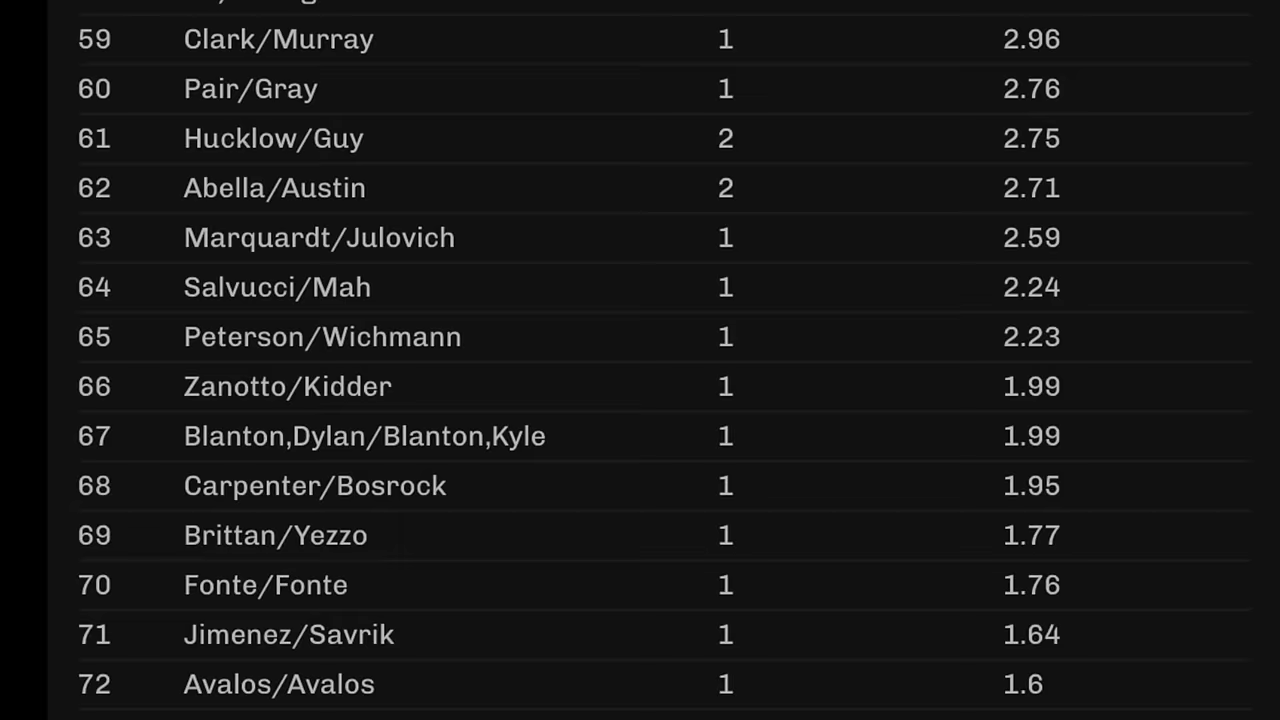 59 Clark/Murray 1 2.96
60 Pair/Gray 1 2.76
61 Hucklow/Guy 2 2.75
62 Abella/Austin 2 2.71
63 Marquardt/Julovich 1 2.59
64 Salvucci/Mah 1 2.24
65 Peterson/Wichmann 1 2.23
66 Zanotto/Kidder 1 1.99
67 Blanton,Dylan/Blanton,Kyle 1 1.99
68 Carpenter/Bosrock 1 1.95
69 Brittan/Yezzo 1 1.77
70 Fonte/Fonte 1 1.76
71 Jimenez/Savrik 1 1.64
72 Avalos/Avalos 1 1.6